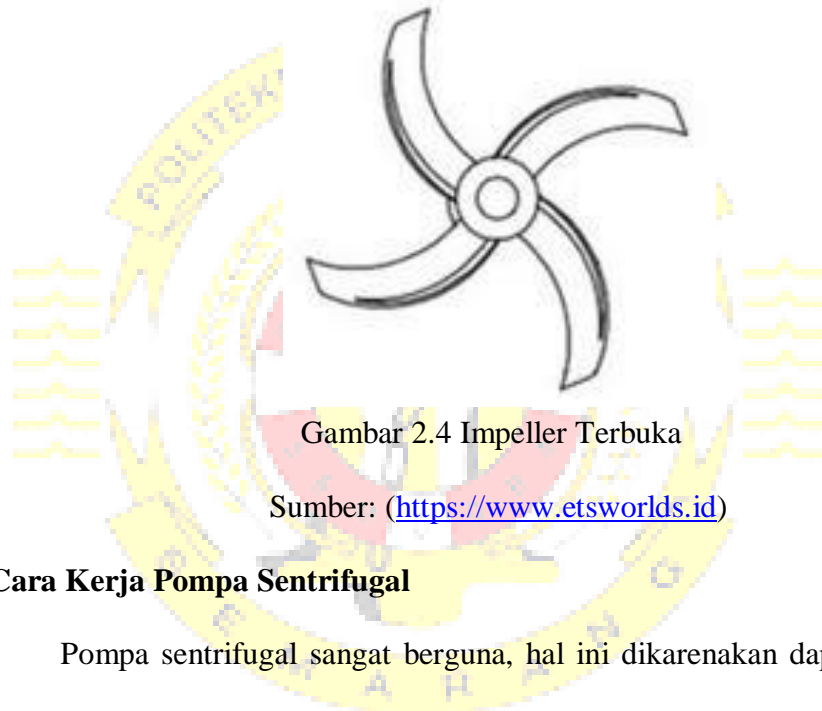 Gambar 2.4 Impeller Terbuka
Sumber: (https://www.etsworlds.id)
Cara Kerja Pompa Sentrifugal
Pompa sentrifugal sangat berguna, hal ini dikarenakan